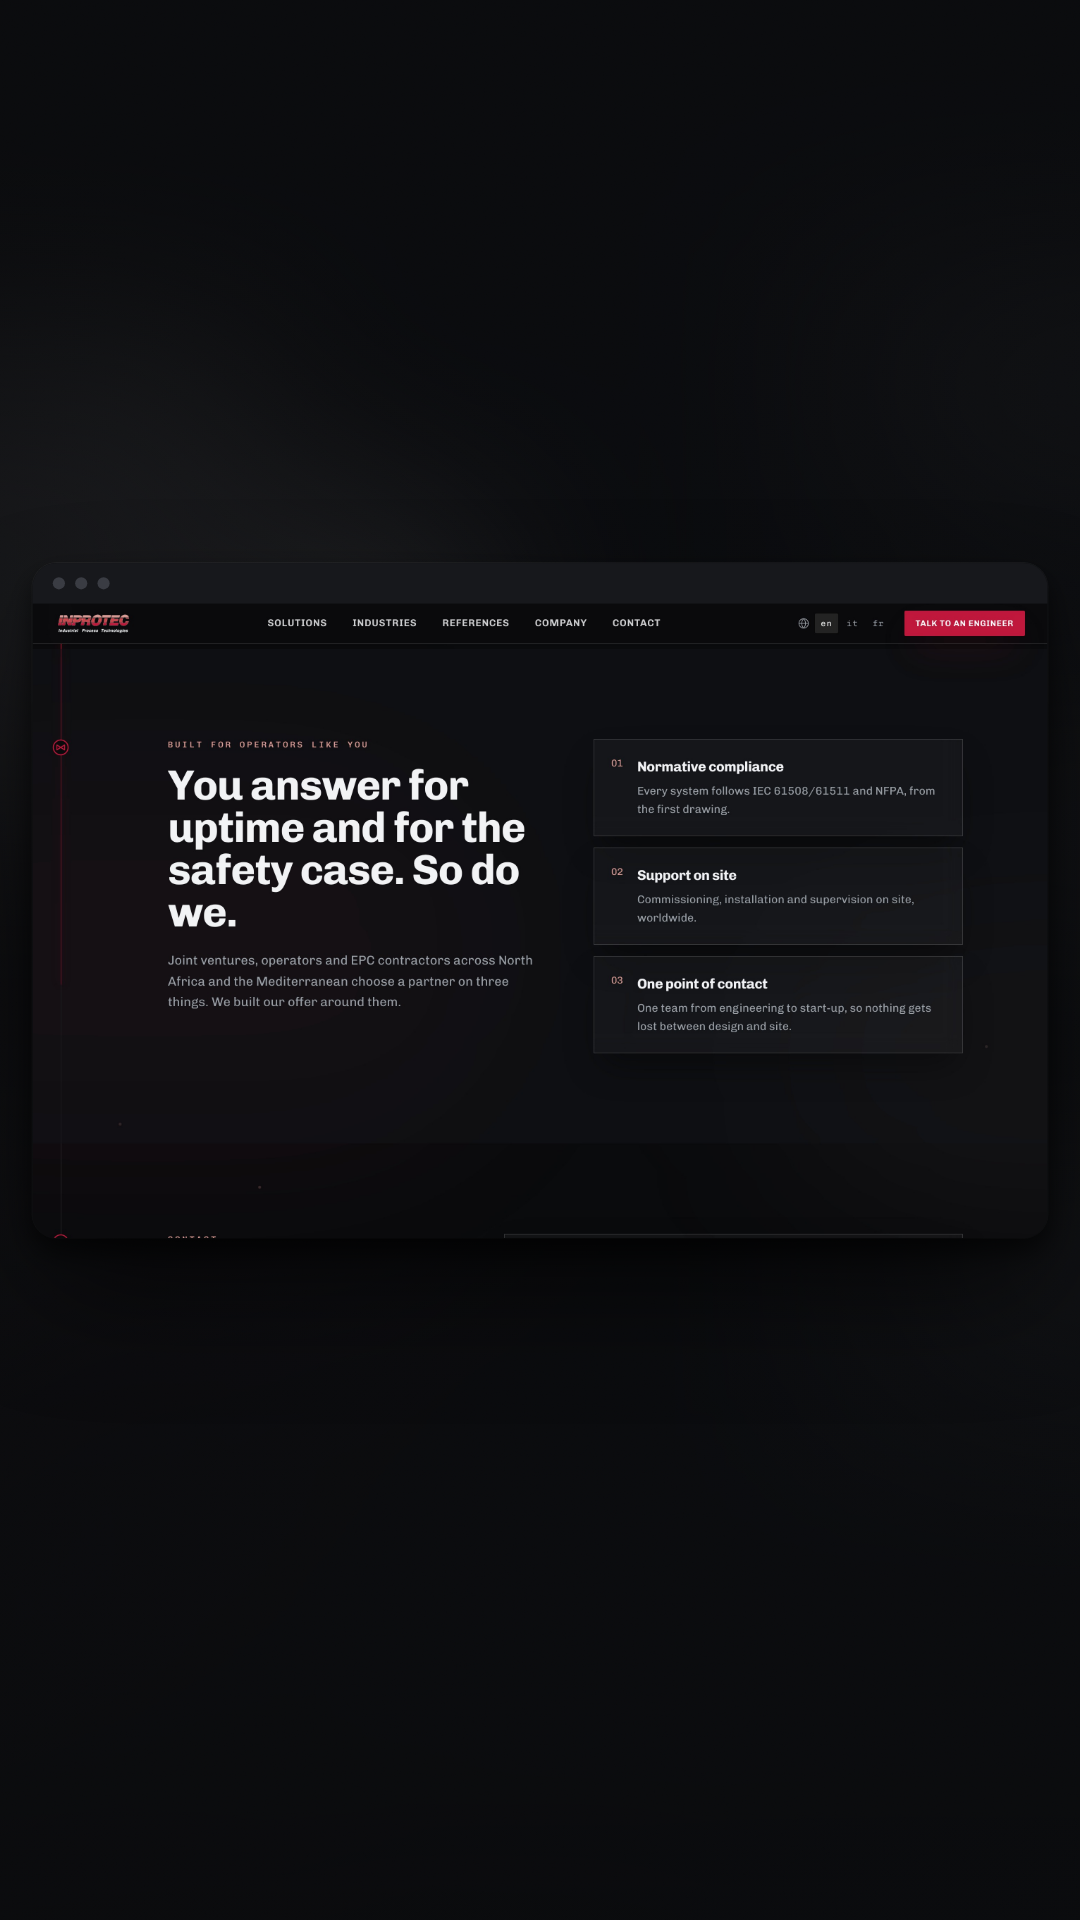 INPROTEC
Industrial Process Technologies
SOLUTIONS
INDUSTRIES
REFERENCES
COMPANY
CONTACT
en
it
fr
TALK TO AN ENGINEER
BUILT FOR OPERATORS LIKE YOU
You answer for
uptime and for the
safety case. So do
we.
Joint ventures, operators and EPC contractors across North
Africa and the Mediterranean choose a partner on three
things. We built our offer around them.
01
Normative compliance
Every system follows IEC 61508/61511 and NFPA, from
the first drawing.
02
Support on site
Commissioning, installation and supervision on site,
worldwide.
03
One point of contact
One team from engineering to start-up, so nothing gets
lost between design and site.
CONTACT